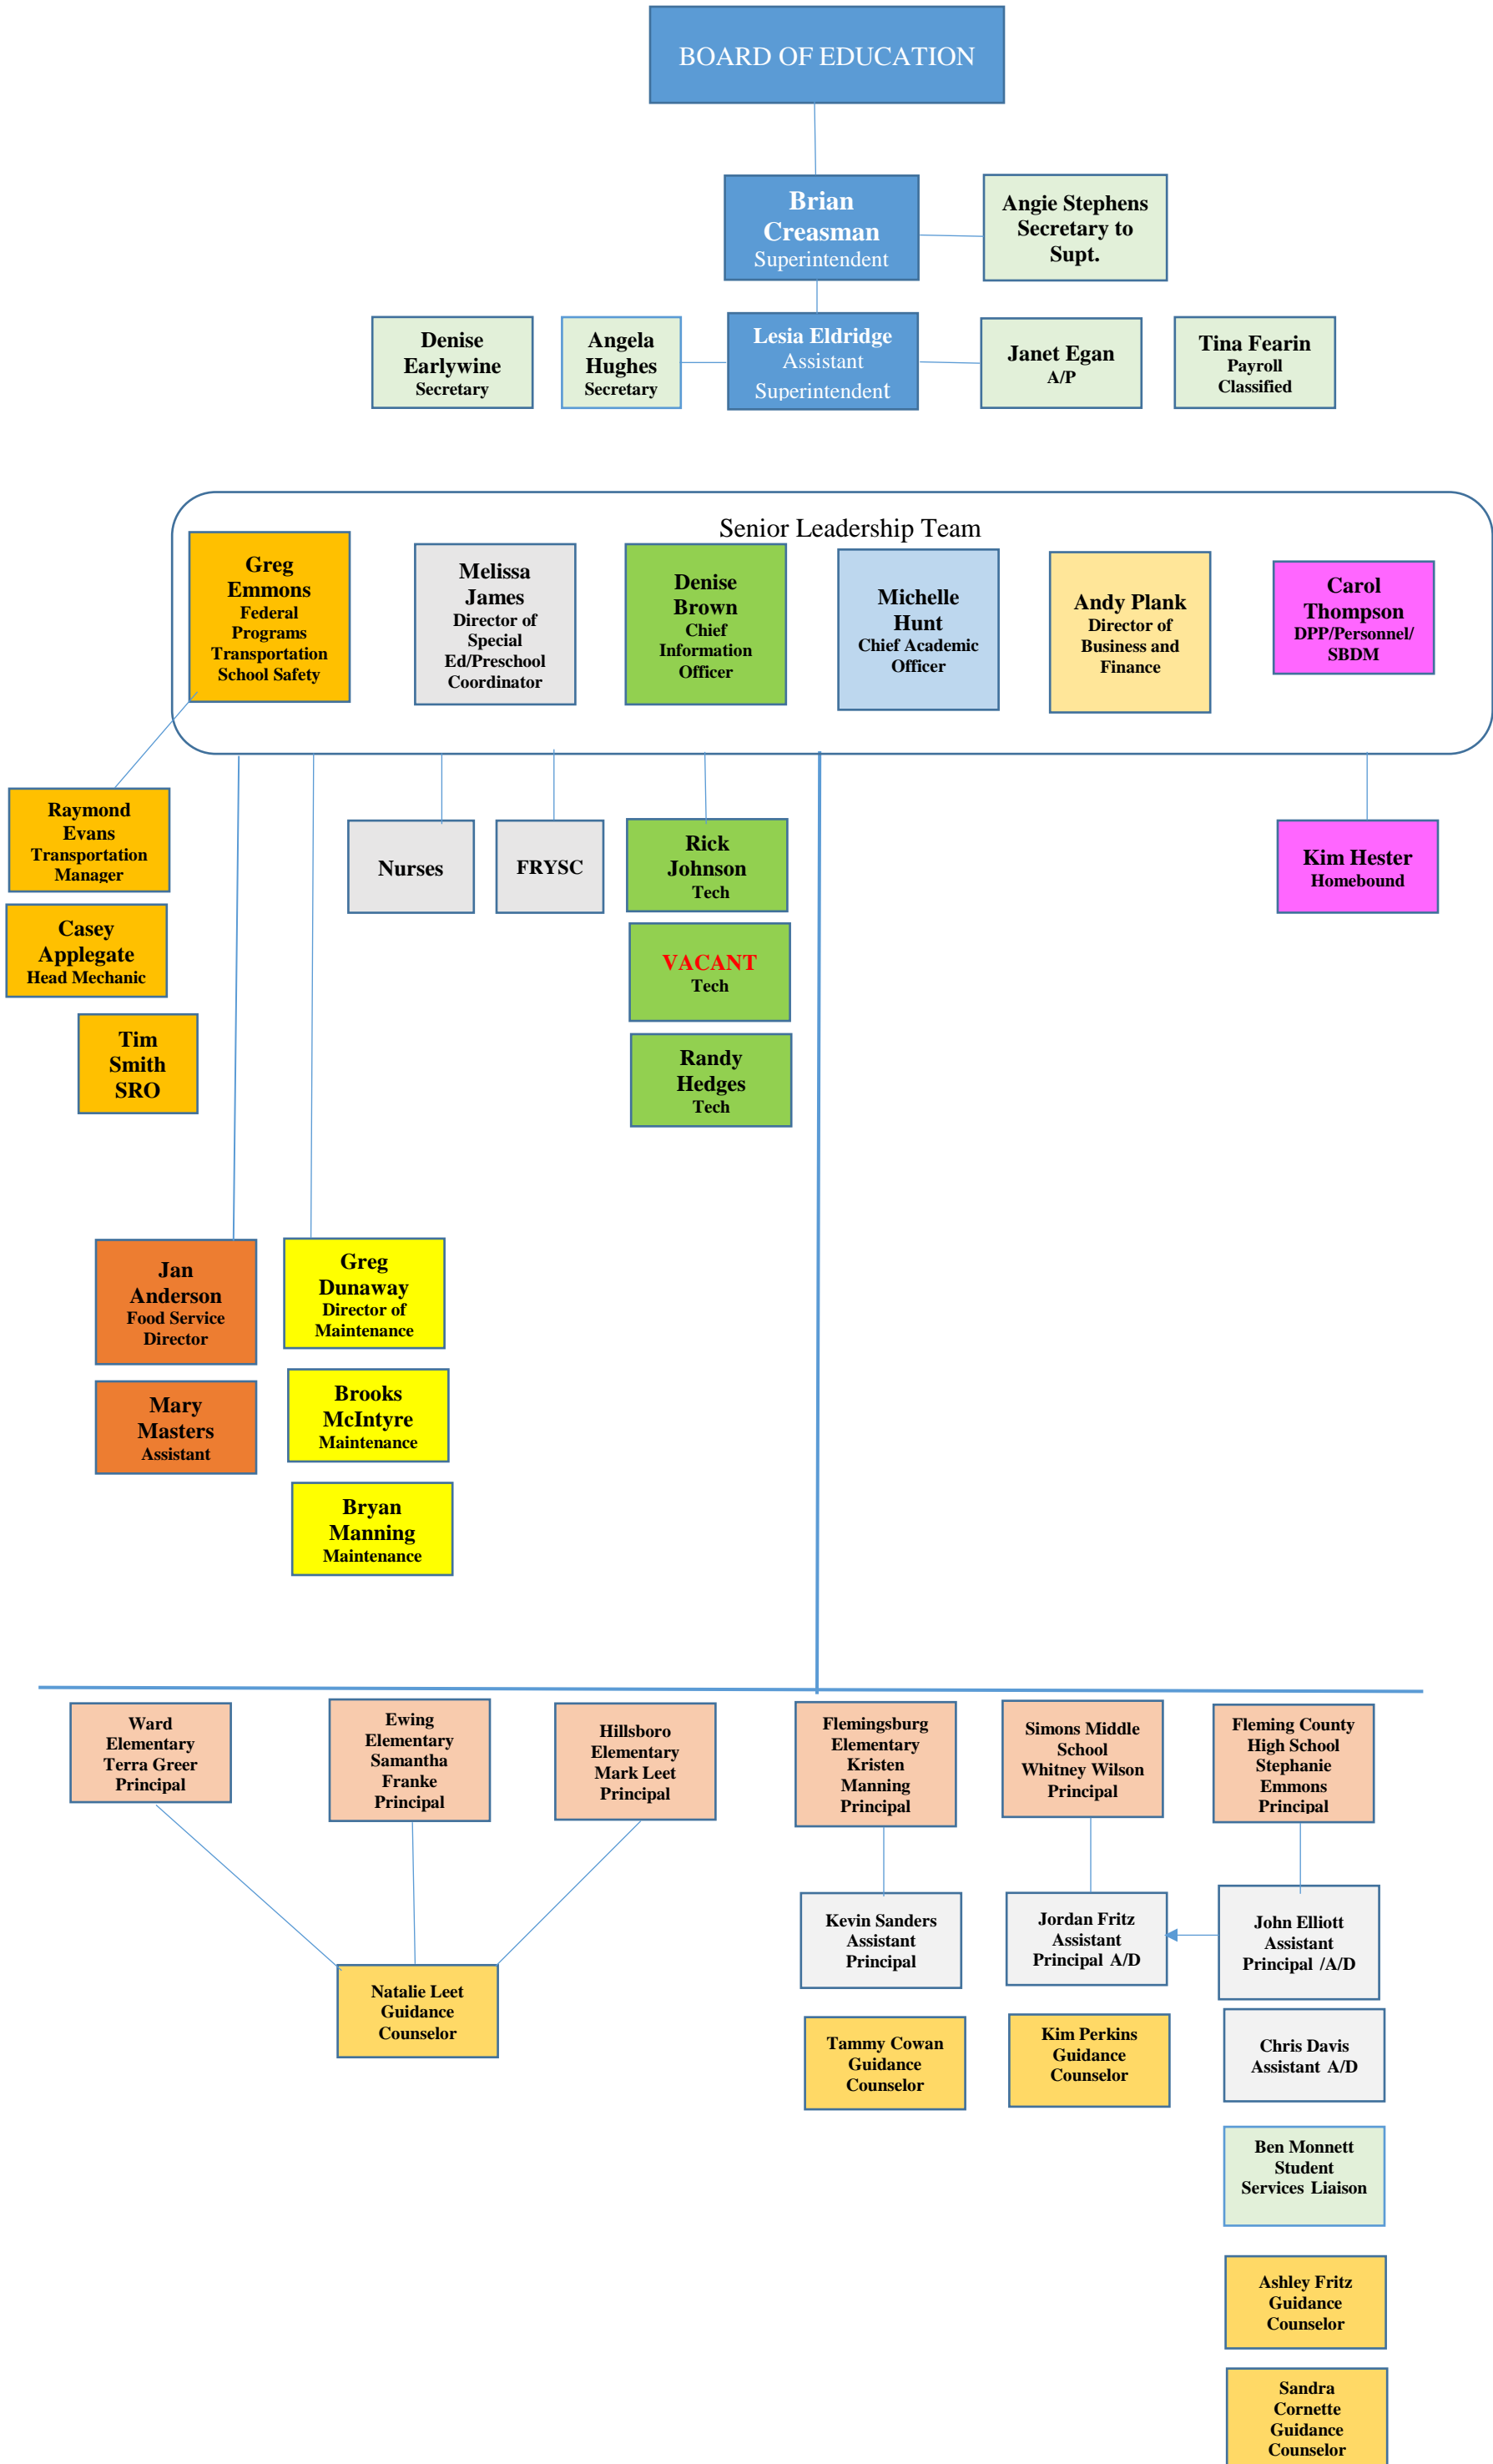 BOARD OF EDUCATION
Brian
Creasman
Superintendent
Angie Stephens
Secretary to
Supt.
Denise
Earlywine
Secretary
Angela
Hughes
Secretary
Lesia Eldridge
Assistant
Superintendent
Janet Egan
A/P
Tina Fearin
Payroll
Classified
Senior Leadership Team
Greg
Emmons
Federal
Programs
Transportation
School Safety
Melissa
James
Director of
Special
Ed/Preschool
Coordinator
Denise
Brown
Chief
Information
Officer
Michelle
Hunt
Chief Academic
Officer
Andy Plank
Director of
Business and
Finance
Carol
Thompson
DPP/Personnel/
SBDM
Raymond
Evans
Transportation
Manager
Nurses
FRYSC
Rick
Johnson
Tech
Kim Hester
Homebound
Casey
Applegate
Head Mechanic
VACANT
Tech
Tim
Smith
SRO
Randy
Hedges
Tech
Jan
Anderson
Food Service
Director
Greg
Dunaway
Director of
Maintenance
Mary
Masters
Assistant
Brooks
McIntyre
Maintenance
Bryan
Manning
Maintenance
Ward
Elementary
Terra Greer
Principal
Ewing
Elementary
Samantha
Franke
Principal
Hillsboro
Elementary
Mark Leet
Principal
Flemingsburg
Elementary
Kristen
Manning
Principal
Simons Middle
School
Whitney Wilson
Principal
Fleming County
High School
Stephanie
Emmons
Principal
Natalie Leet
Guidance
Counselor
Kevin Sanders
Assistant
Principal
Jordan Fritz
Assistant
Principal A/D
John Elliott
Assistant
Principal /A/D
Tammy Cowan
Guidance
Counselor
Kim Perkins
Guidance
Counselor
Chris Davis
Assistant A/D
Ben Monnett
Student
Services Liaison
Ashley Fritz
Guidance
Counselor
Sandra
Cornette
Guidance
Counselor